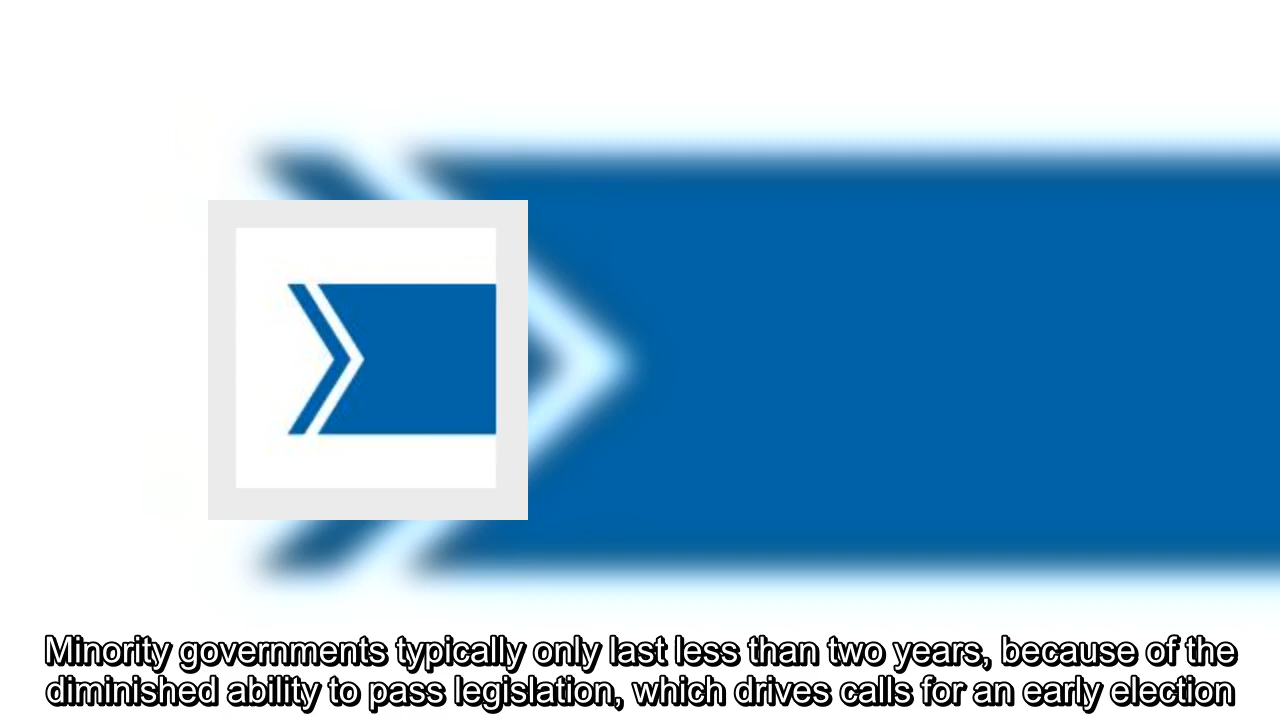 Minority governments typically only last less than two years, because of the
diminished ability to pass legislation, which drives calls for an early election